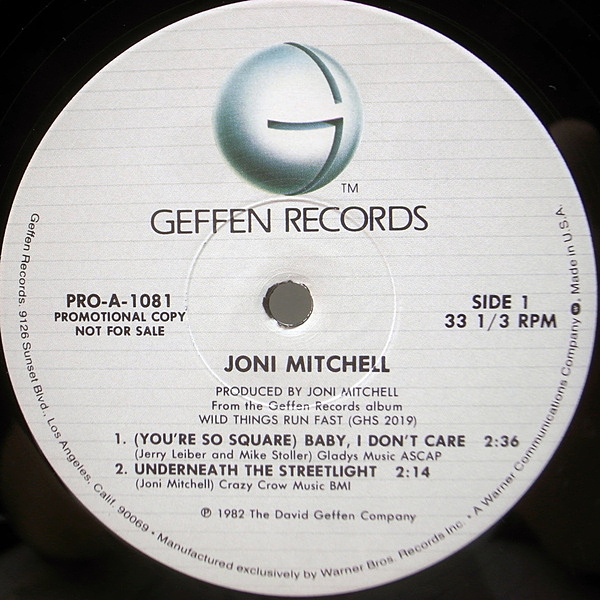 TM
GEFFEN RECORDS
PRO-A-1081
PROMOTIONAL COPY
NOT FOR SALE
SIDE 1
33 1/3 RPM
JONI MITCHELL
PRODUCED BY JONI MITCHELL
From the Geffen Records album
WILD THINGS RUN FAST (GHS 2019)
1. (YOU'RE SO SQUARE) BABY, I DON'T CARE 2:36
(Jerry Leiber and Mike Stoller) Gladys Music ASCAP
2. UNDERNEATH THE STREETLIGHT 2:14
(Joni Mitchell) Crazy Crow Music BMI
℗ 1982 The David Geffen Company
Geffen Records, 9126 Sunset Blvd., Los Angeles, Calif. 90069 • Manufactured exclusively by Warner Bros. Records Inc. • A Warner Communications Company. Made in U.S.A.